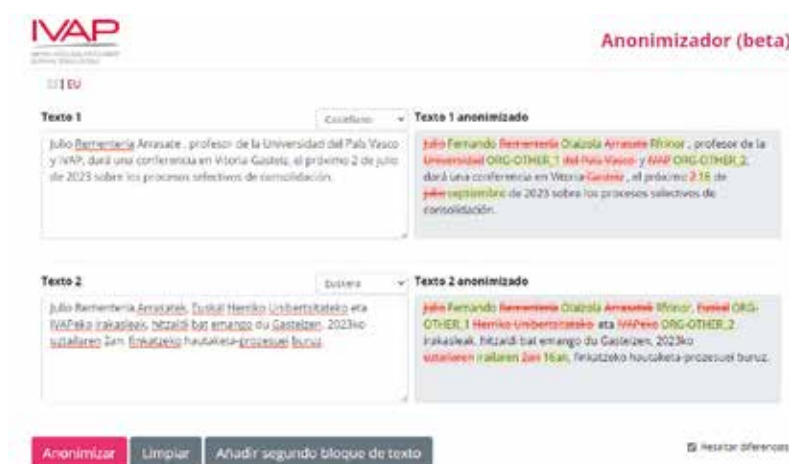 IVAP
Anonimizador (beta)
ES | EU
Texto 1
Castellano
Texto 1 anonimizado
Julio Rementeria Arrasate , profesor de la Universidad del País Vasco
y IVAP, dará una conferencia en Vitoria-Gasteiz, el próximo 2 de julio
de 2023 sobre los procesos selectivos de consolidación.
Julio Fernando Rementeria Olaizola Arrasate , profesor de la
Universidad ORG-OTHER_1 del País Vasco y IVAP ORG-OTHER_2,
dará una conferencia en Vitoria-Gasteiz , el próximo 2 16 de
julio septiembre de 2023 sobre los procesos selectivos de
consolidación.
Texto 2
Euskera
Texto 2 anonimizado
Julio Rementeria Arrasatek, Euskal Herriko Unibertsitateko eta
IVAPeko irakasleak, hitzaldi bat emango du Gasteizen, 2023ko
uztailaren 2an, finkatzeko hautaketa-prozesuei buruz.
Julio Fernando Rementeria Olaizola Arrasatek , Euskal ORG-
OTHER_1 Herriko Unibertsitateko eta IVAPeko ORG-OTHER_2
irakasleak, hitzaldi bat emango du Gasteizen, 2023ko
uztailaren irailaren 2an 16an, finkatzeko hautaketa-prozesuei buruz.
Anonimizar
Limpiar
Añadir segundo bloque de texto
Resaltar diferencias